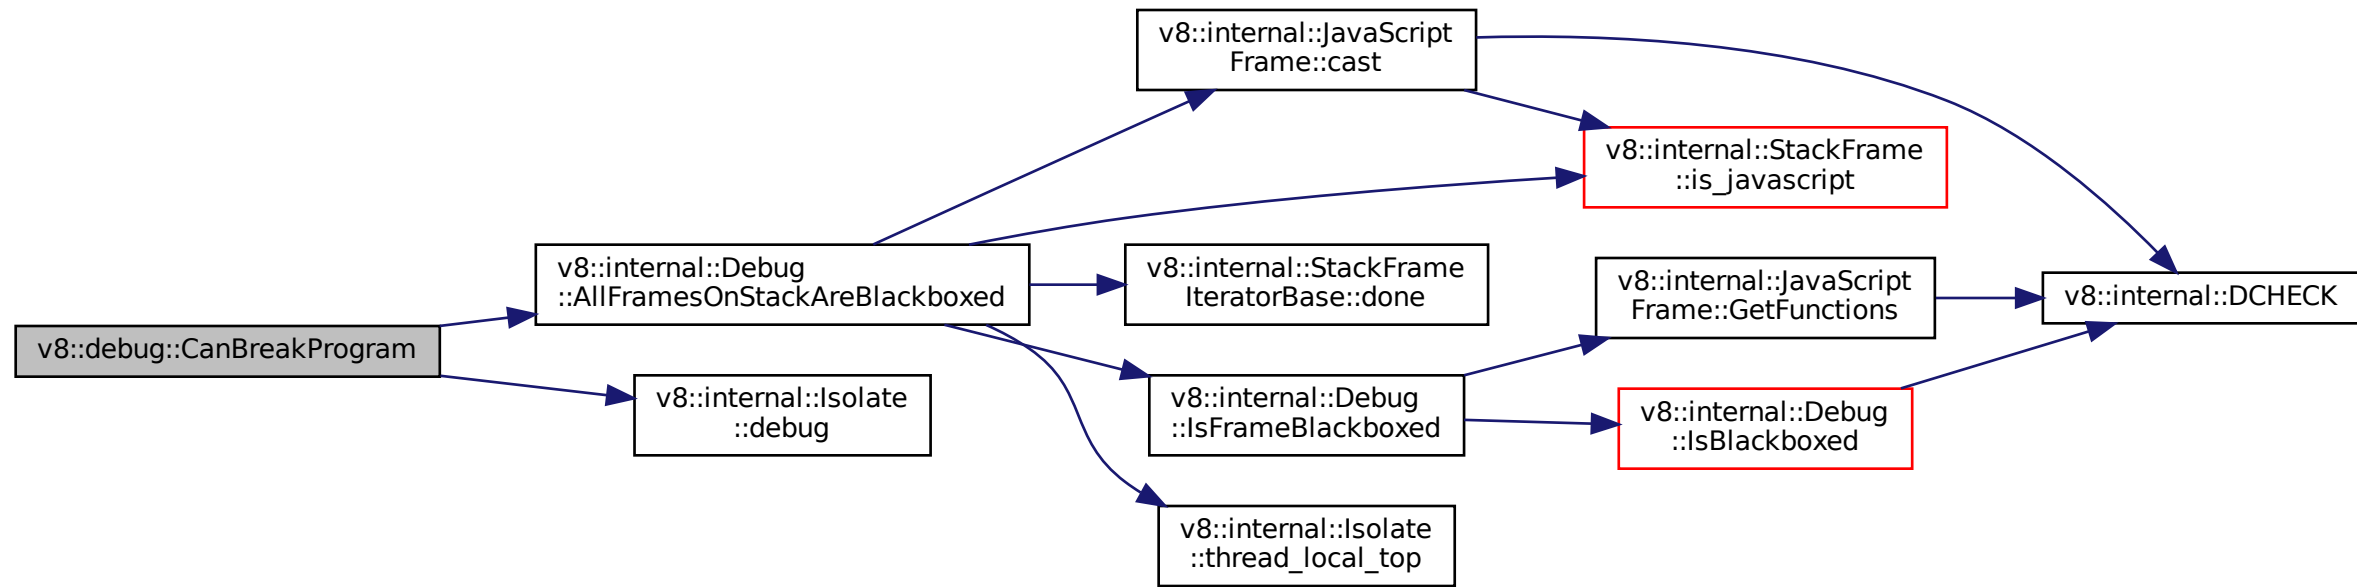 v8::debug::CanBreakProgram
v8::internal::Debug
::AllFramesOnStackAreBlackboxed
v8::internal::Isolate
::debug
v8::internal::JavaScript
Frame::cast
v8::internal::StackFrame
::is_javascript
v8::internal::StackFrame
IteratorBase::done
v8::internal::Debug
::IsFrameBlackboxed
v8::internal::Isolate
::thread_local_top
v8::internal::JavaScript
Frame::GetFunctions
v8::internal::Debug
::IsBlackboxed
v8::internal::DCHECK